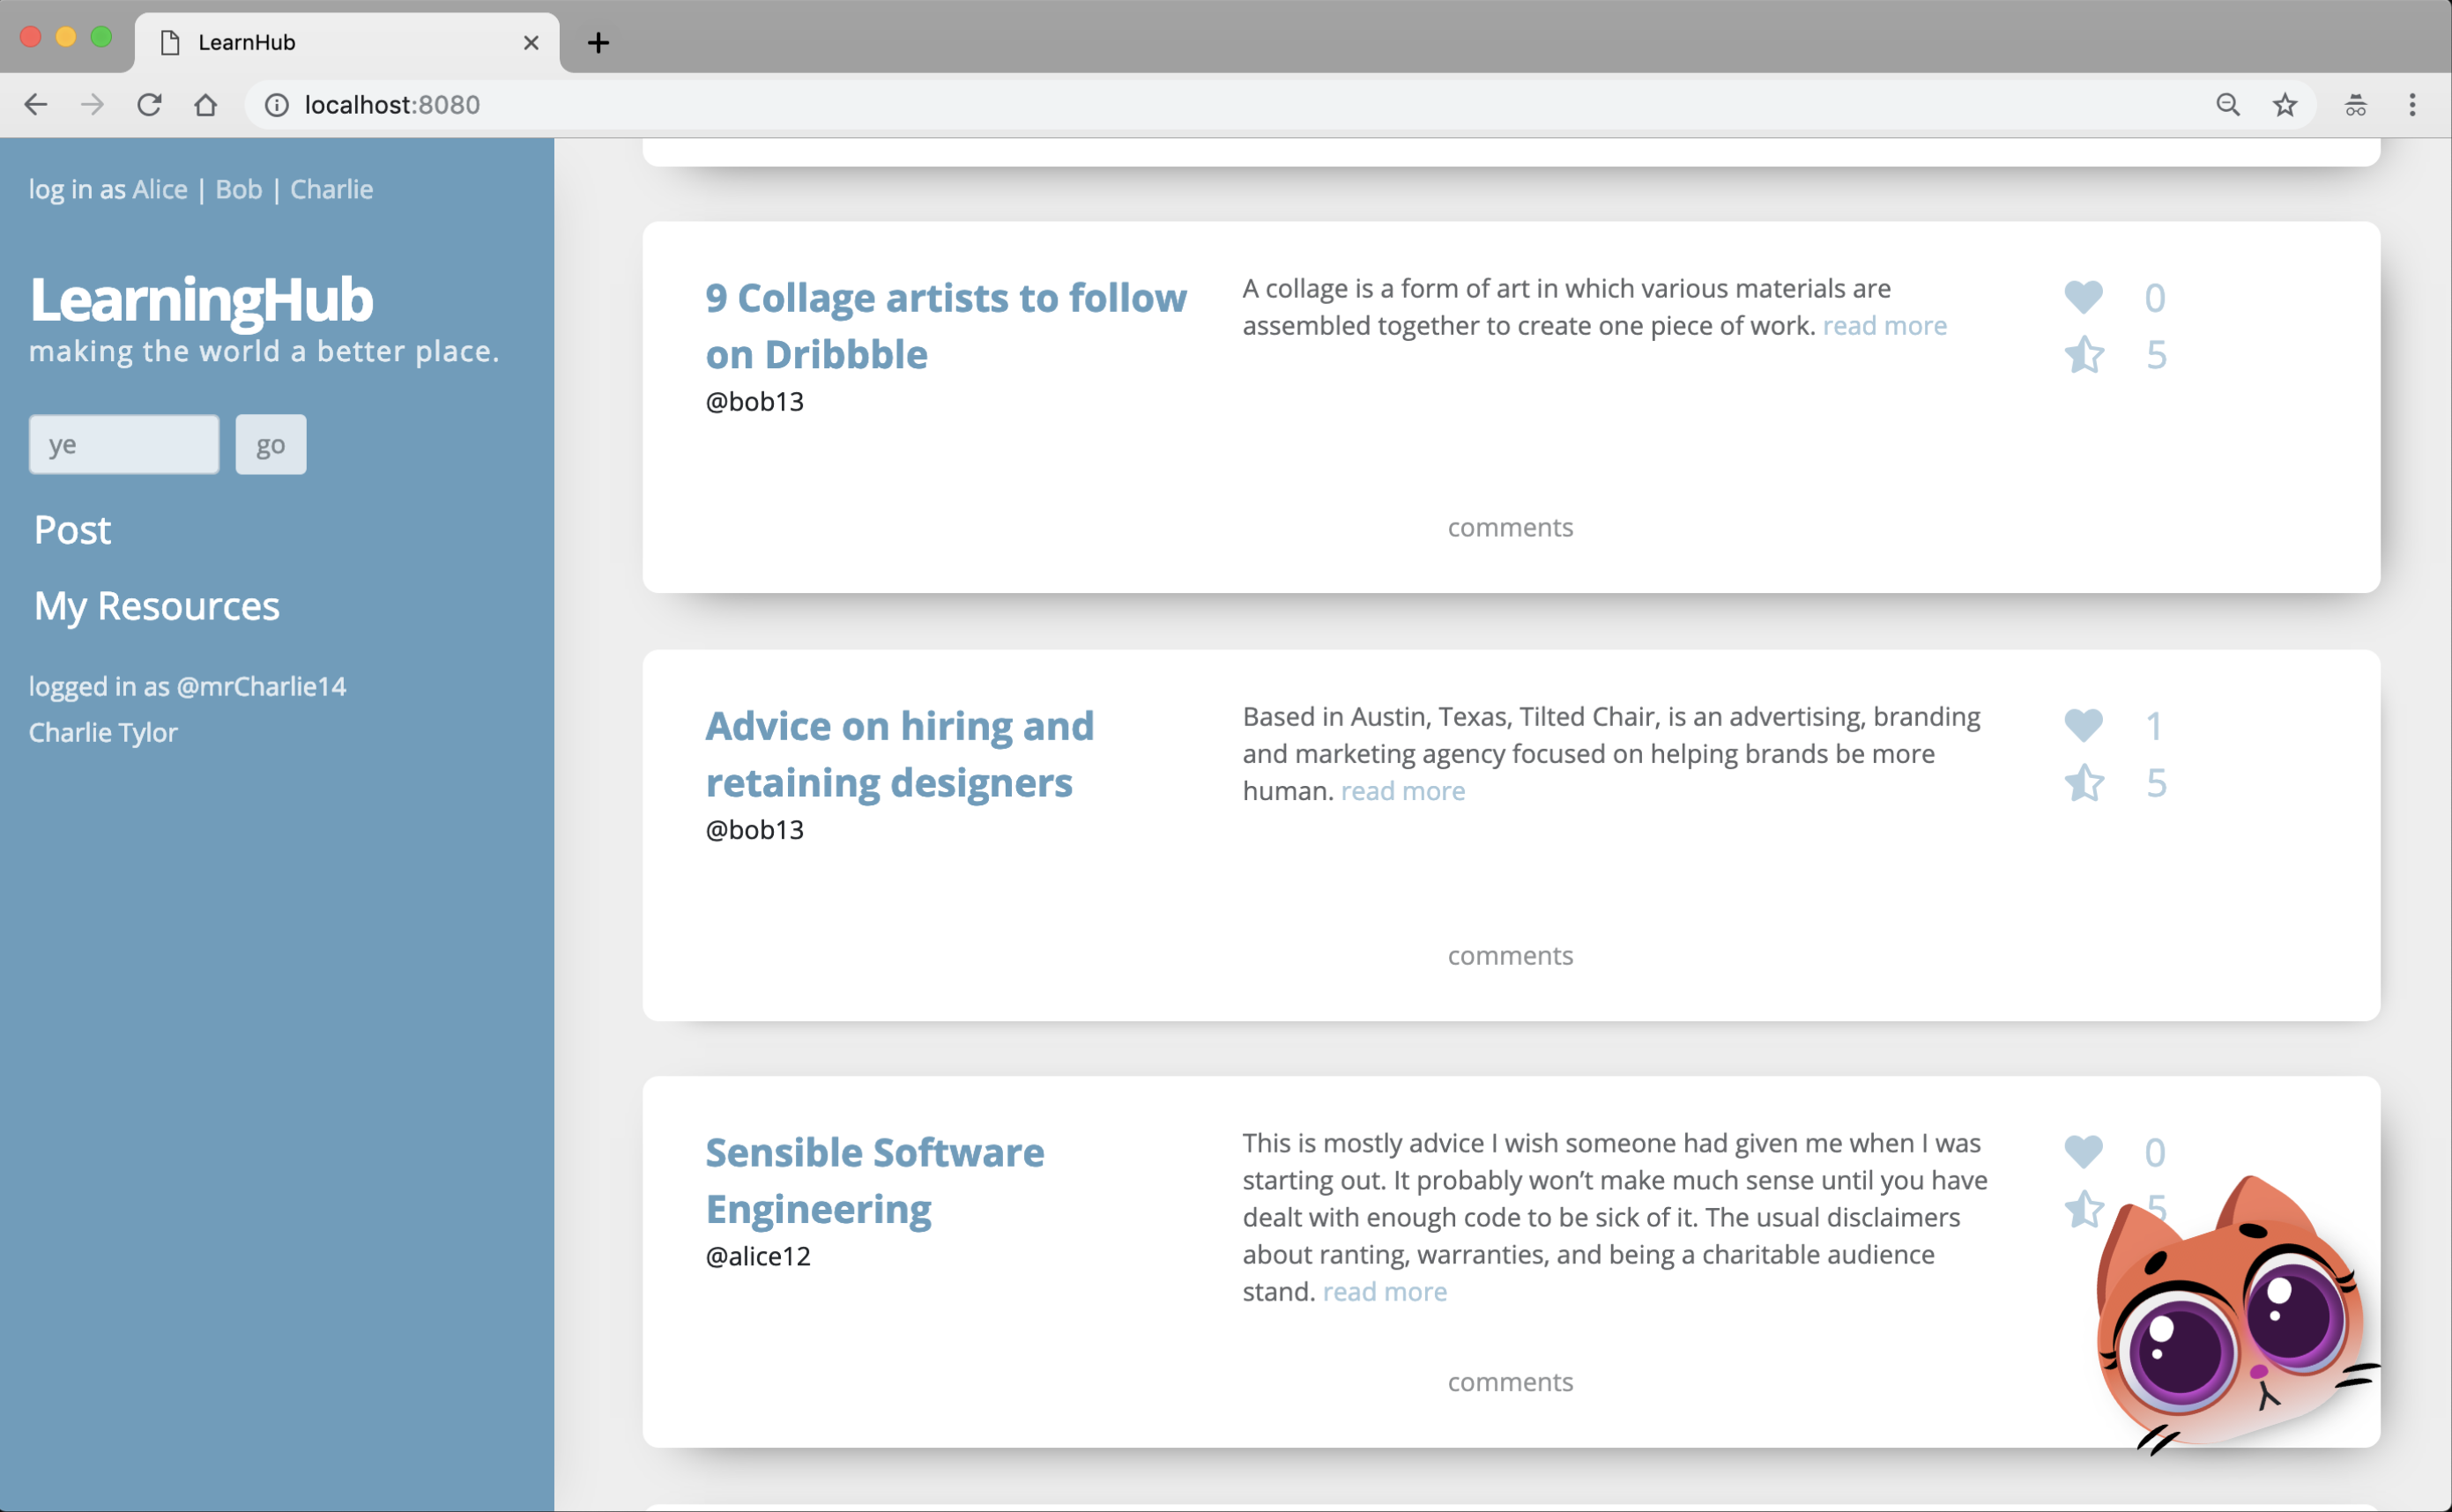 LearnHub
localhost:8080
log in as Alice | Bob | Charlie
LearningHub
making the world a better place.
ye
go
Post
My Resources
logged in as @mrCharlie14
Charlie Tylor
9 Collage artists to follow
on Dribbble
@bob13
A collage is a form of art in which various materials are
assembled together to create one piece of work. read more
0
5
comments
Advice on hiring and
retaining designers
@bob13
Based in Austin, Texas, Tilted Chair, is an advertising, branding
and marketing agency focused on helping brands be more
human. read more
1
5
comments
Sensible Software
Engineering
@alice12
This is mostly advice I wish someone had given me when I was
starting out. It probably won’t make much sense until you have
dealt with enough code to be sick of it. The usual disclaimers
about ranting, warranties, and being a charitable audience
stand. read more
0
5
comments